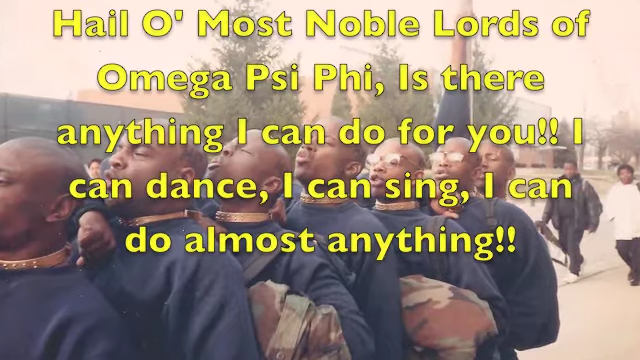 Hail O' Most Noble Lords of
Omega Psi Phi, Is there
anything I can do for you!! I
can dance, I can sing, I can
do almost anything!!